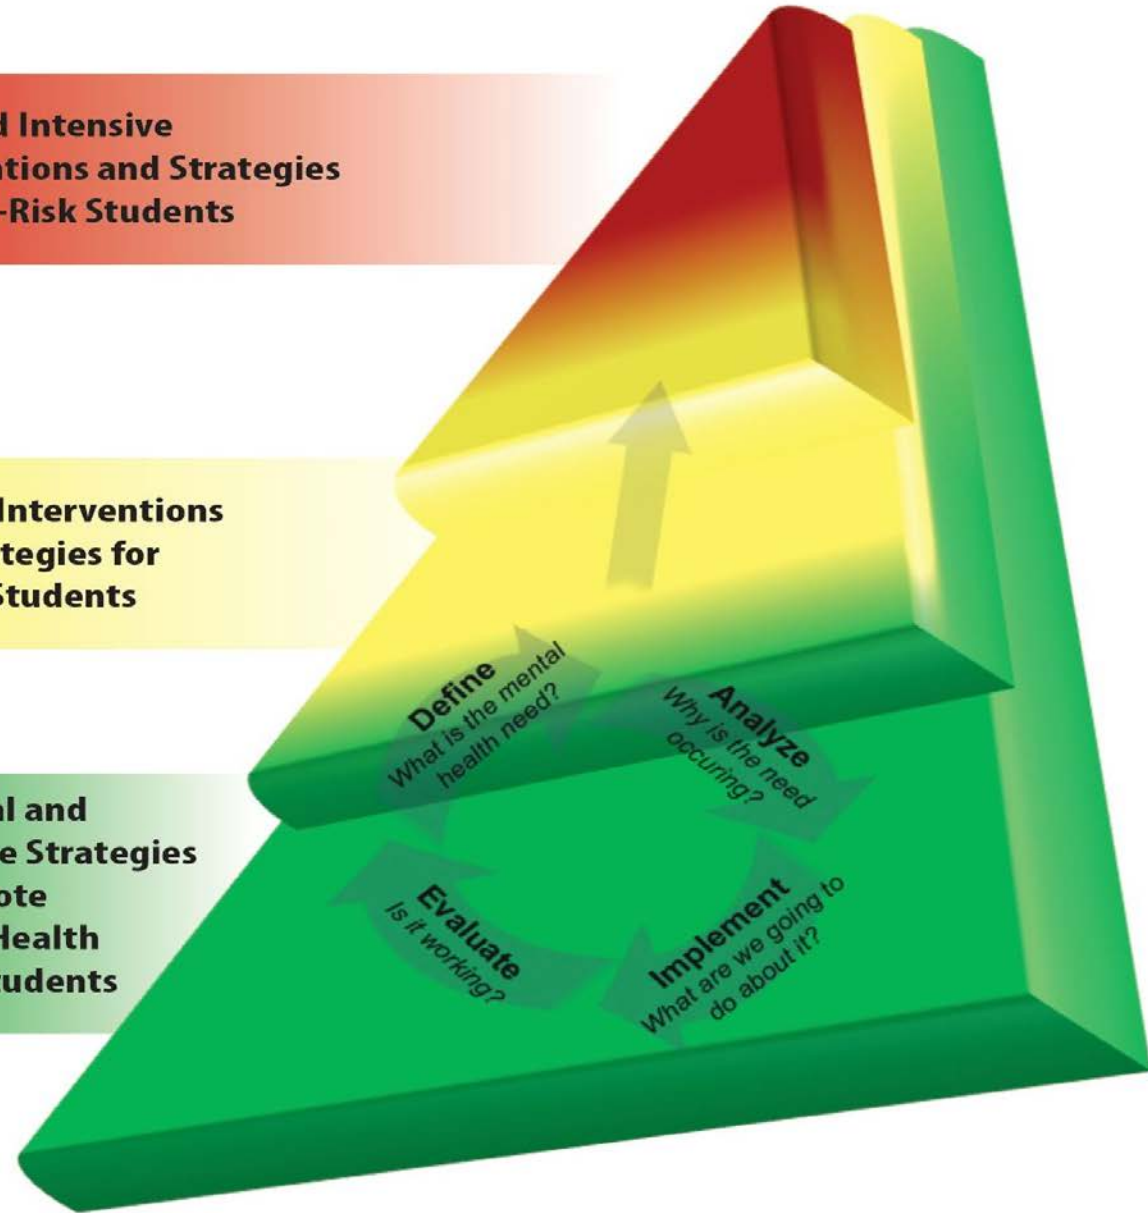 d Intensive
tions and Strategies
-Risk Students
Interventions
tegies for
Students
Define
What is the mental
health need?
Analyze
Why is the need
occuring?
l and
e Strategies
ote
Health
tudents
Evaluate
Is it working?
Implement
What are we going to
do about it?